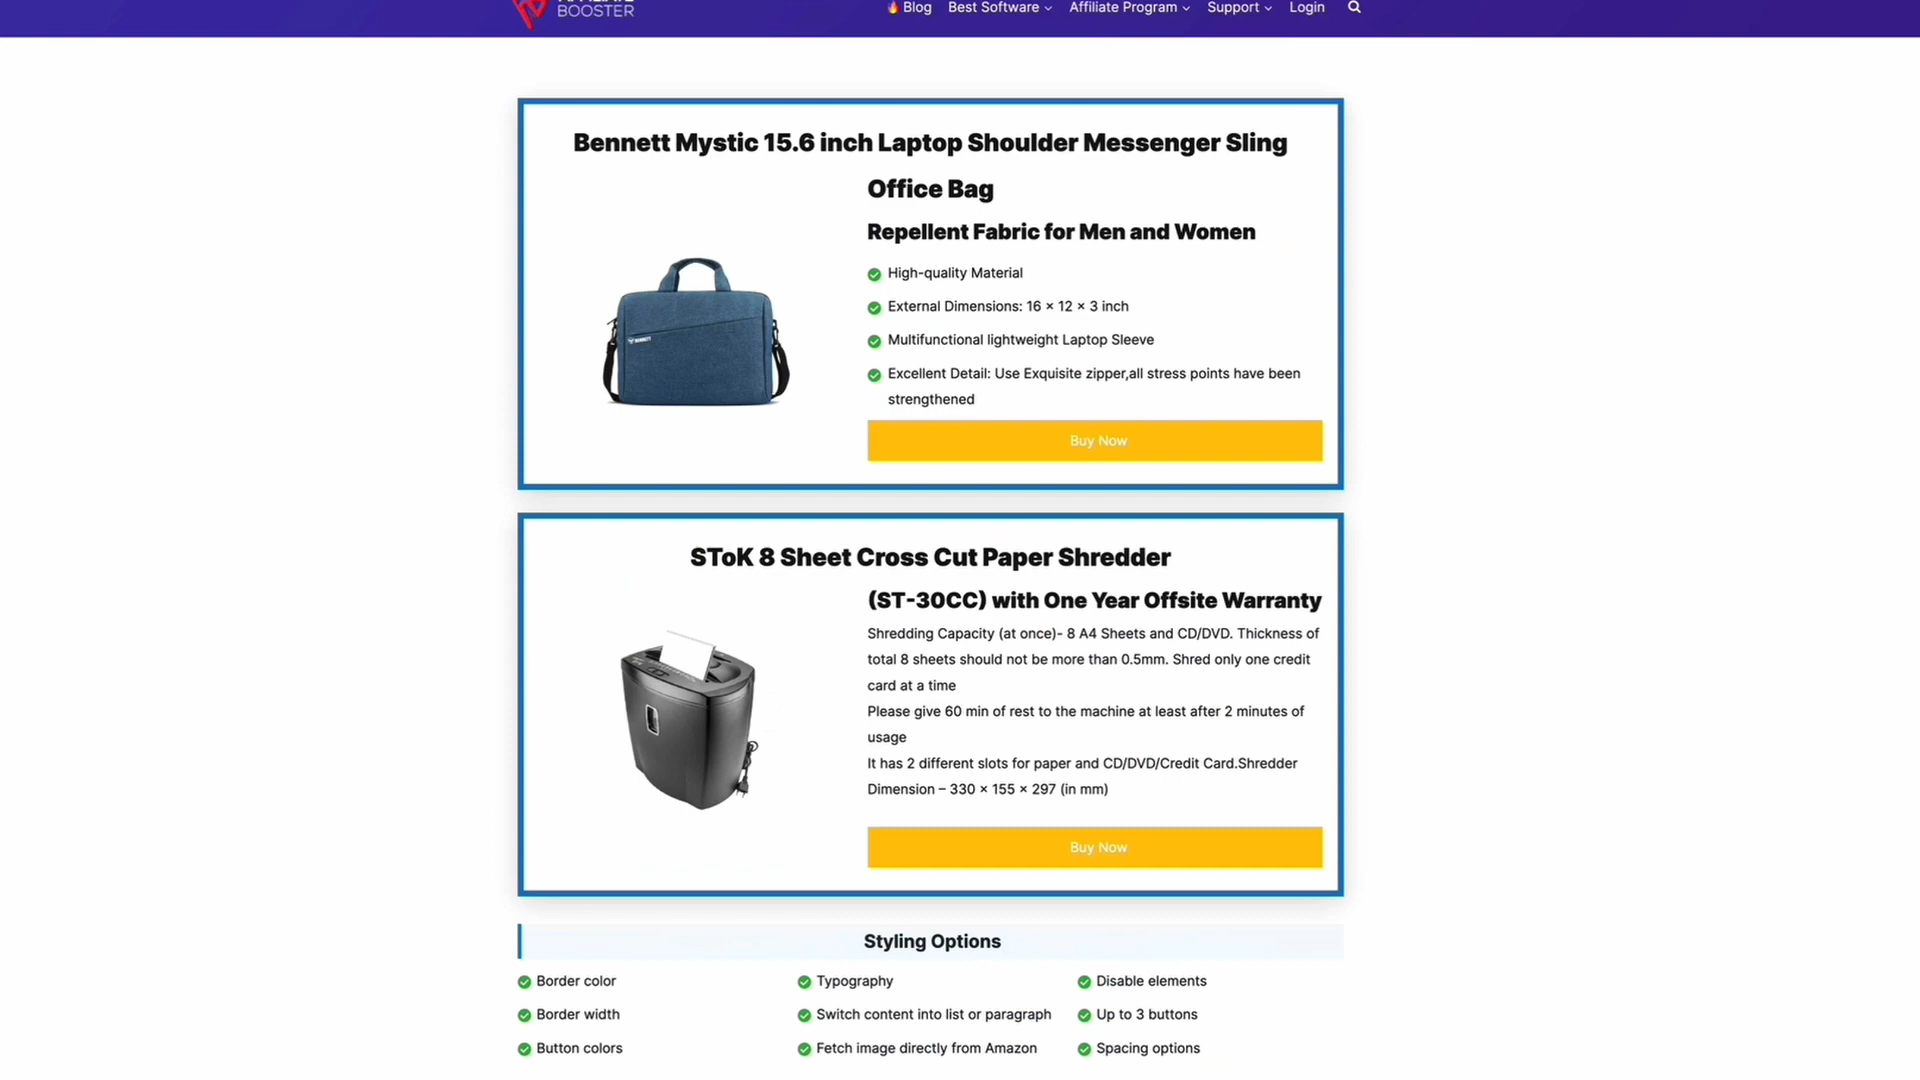 BOOSTER
Blog
Best Software
Affiliate Program
Support
Login
Bennett Mystic 15.6 inch Laptop Shoulder Messenger Sling
Office Bag
Repellent Fabric for Men and Women
High-quality Material
External Dimensions: 16 × 12 × 3 inch
Multifunctional lightweight Laptop Sleeve
Excellent Detail: Use Exquisite zipper,all stress points have been
strengthened
BENNETT
Buy Now
SToK 8 Sheet Cross Cut Paper Shredder
(ST-30CC) with One Year Offsite Warranty
Shredding Capacity (at once)- 8 A4 Sheets and CD/DVD. Thickness of
total 8 sheets should not be more than 0.5mm. Shred only one credit
card at a time
Please give 60 min of rest to the machine at least after 2 minutes of
usage
It has 2 different slots for paper and CD/DVD/Credit Card.Shredder
Dimension – 330 × 155 × 297 (in mm)
Buy Now
Styling Options
Border color
Typography
Disable elements
Border width
Switch content into list or paragraph
Up to 3 buttons
Button colors
Fetch image directly from Amazon
Spacing options